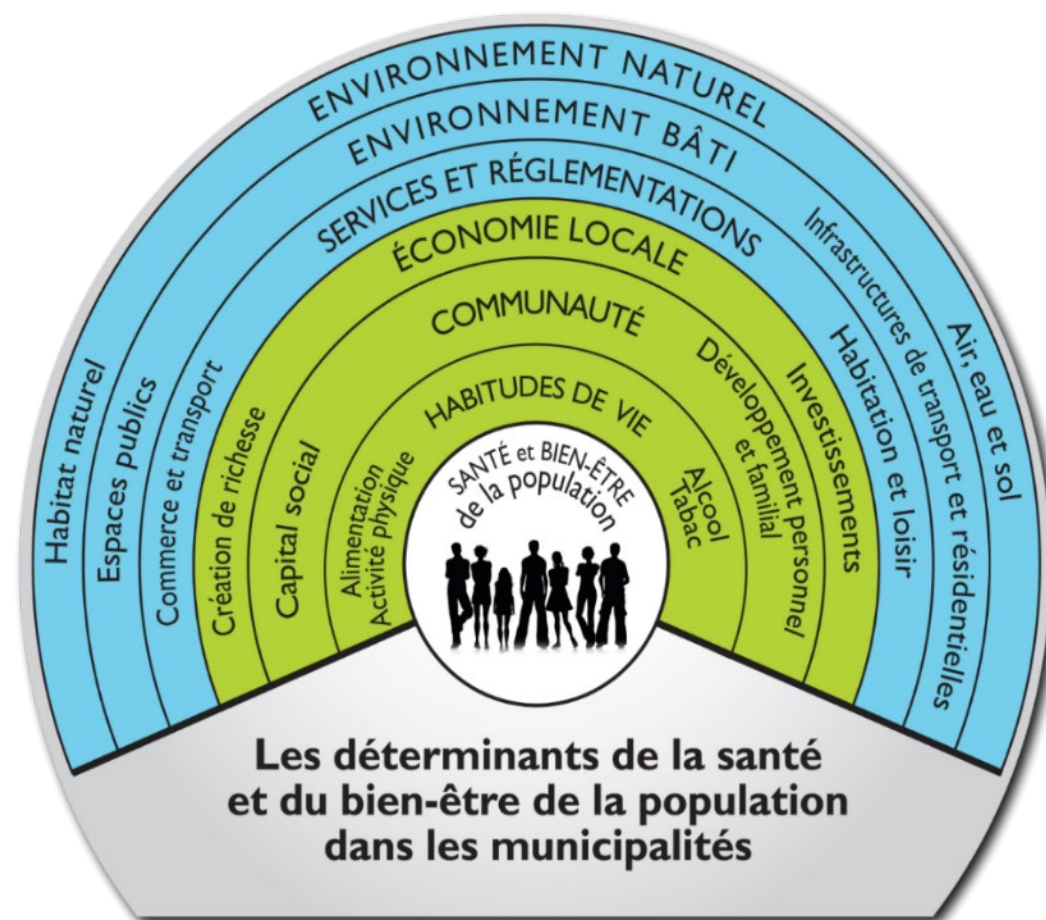 ENVIRONNEMENT NATUREL
Habitat naturel
Air, eau et sol
ENVIRONNEMENT BÂTI
Espaces publics
Infrastructures de transport et résidentielles
SERVICES ET RÉGLEMENTATIONS
Commerce et transport
Habitation et loisir
ÉCONOMIE LOCALE
Création de richesse
Investissements
COMMUNAUTÉ
Capital social
Développement personnel
et familial
HABITUDES DE VIE
Alimentation
Activité physique
Alcool
Tabac
SANTÉ et BIEN-ÊTRE
de la population
Les déterminants de la santé
et du bien-être de la population
dans les municipalités